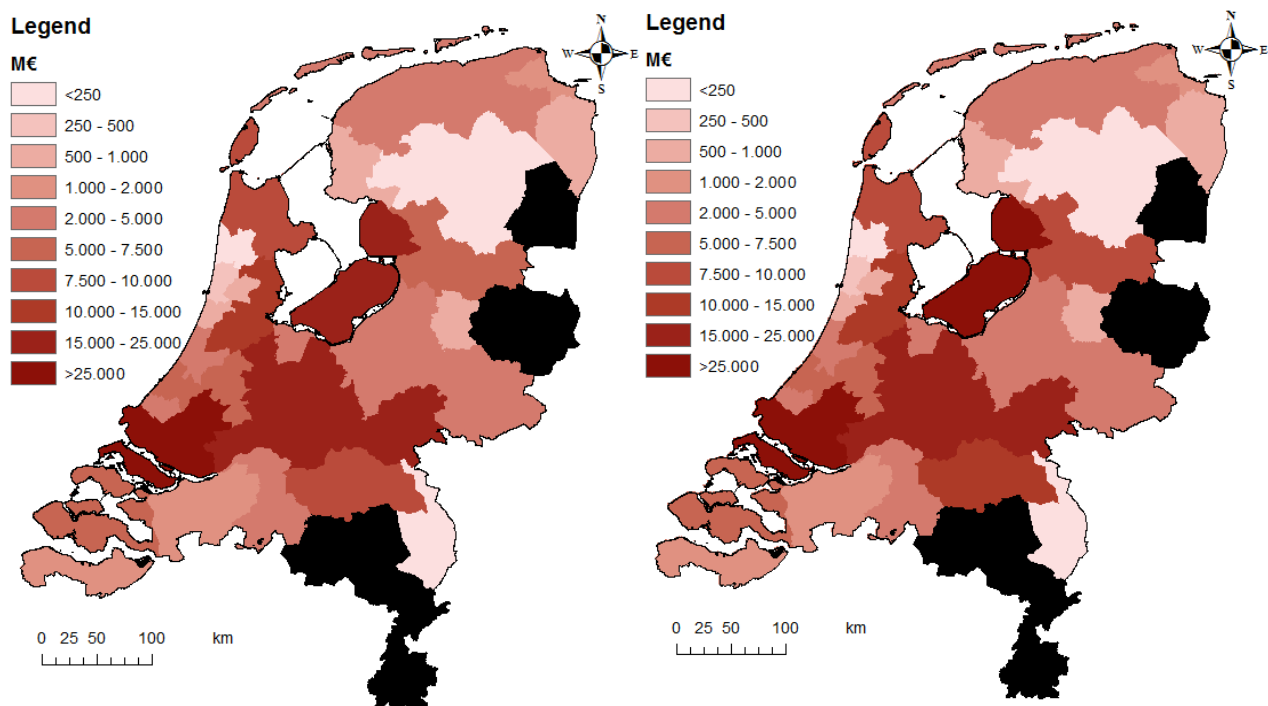 Legend
M€
<250
250 - 500
500 - 1.000
1.000 - 2.000
2.000 - 5.000
5.000 - 7.500
7.500 - 10.000
10.000 - 15.000
15.000 - 25.000
>25.000
N
W E
S
0 25 50 100 km
Legend
M€
<250
250 - 500
500 - 1.000
1.000 - 2.000
2.000 - 5.000
5.000 - 7.500
7.500 - 10.000
10.000 - 15.000
15.000 - 25.000
>25.000
N
W E
S
0 25 50 100 km